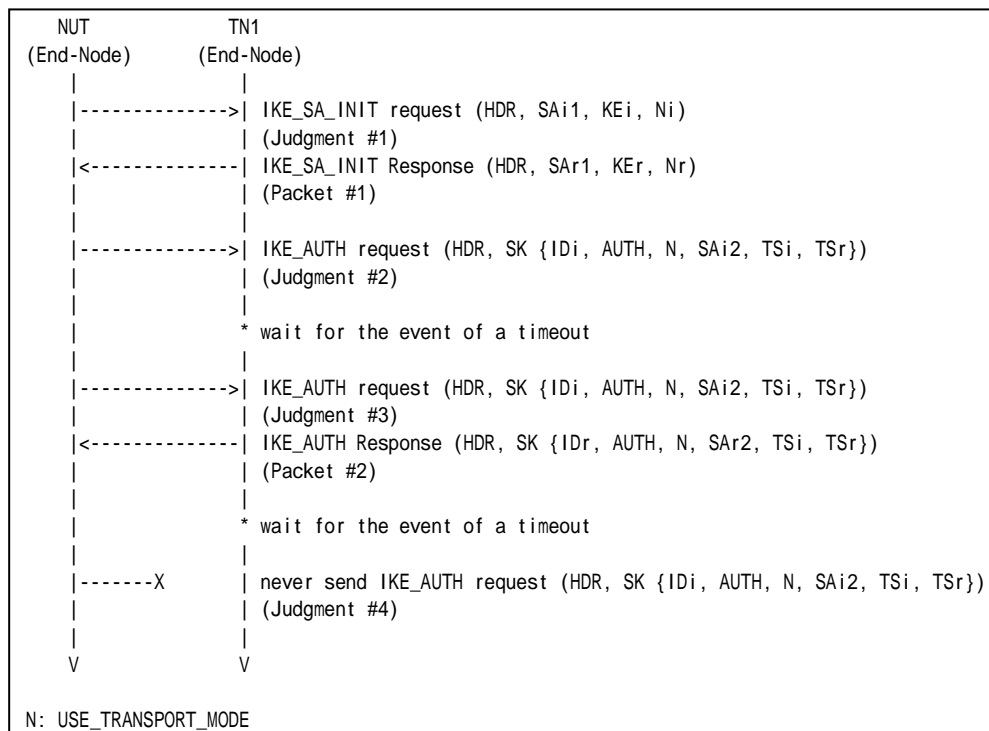 NUT TN1
(End-Node) (End-Node)
| |
|-------------->| IKE_SA_INIT request (HDR, SAi1, KEi, Ni)
| | (Judgment #1)
|<--------------| IKE_SA_INIT Response (HDR, SAr1, KEr, Nr)
| | (Packet #1)
| |
|-------------->| IKE_AUTH request (HDR, SK {IDi, AUTH, N, SAi2, TSi, TSr})
| | (Judgment #2)
| |
| * wait for the event of a timeout
| |
|-------------->| IKE_AUTH request (HDR, SK {IDi, AUTH, N, SAi2, TSi, TSr})
| | (Judgment #3)
|<--------------| IKE_AUTH Response (HDR, SK {IDr, AUTH, N, SAr2, TSi, TSr})
| | (Packet #2)
| |
| * wait for the event of a timeout
| |
|-------X | never send IKE_AUTH request (HDR, SK {IDi, AUTH, N, SAi2, TSi, TSr})
| | (Judgment #4)
| |
V V
N: USE_TRANSPORT_MODE